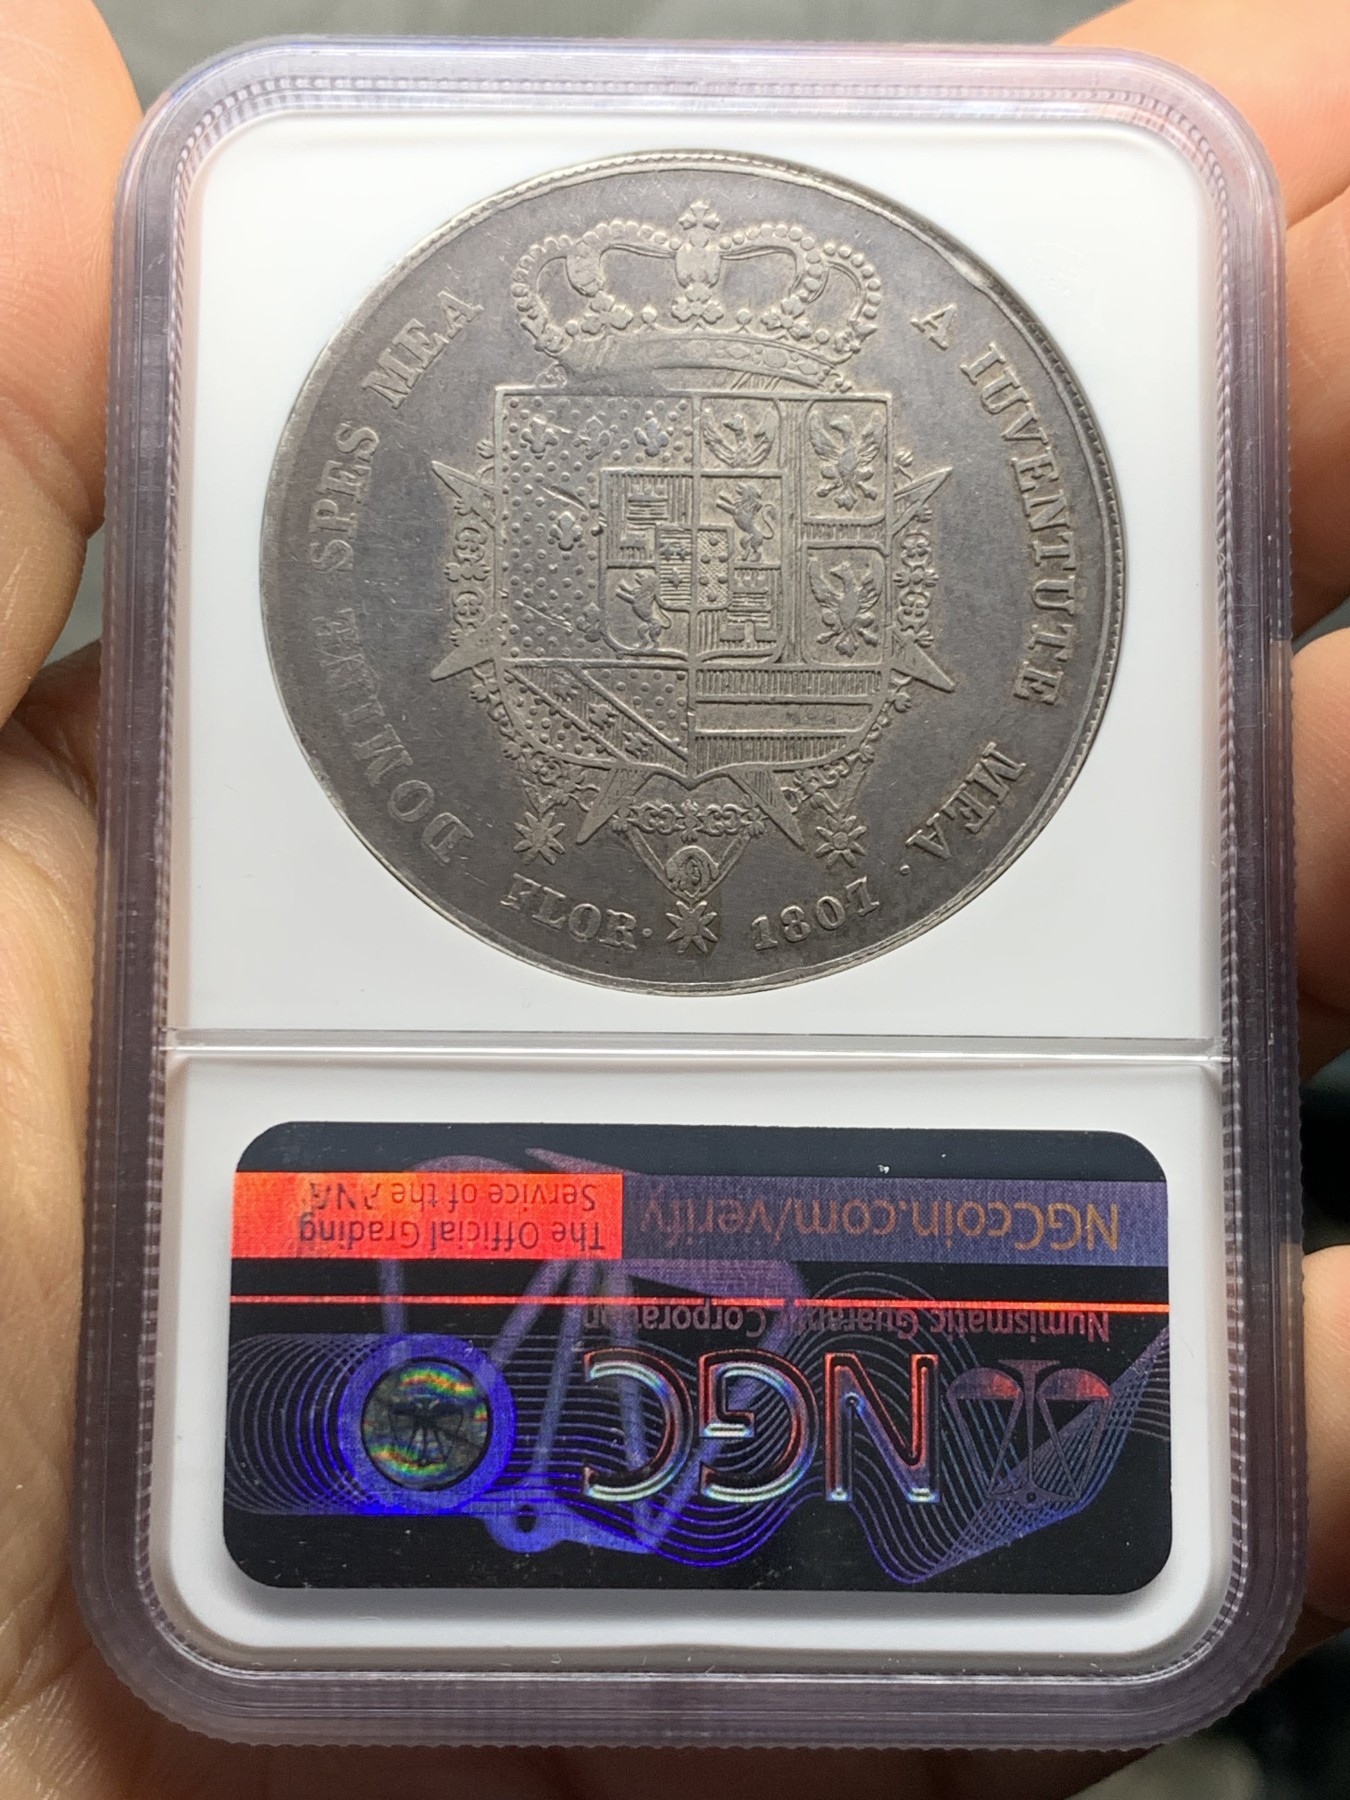 DOMINE SPES MEA A IUVENTUTE MEA.
FLOR. 1807
NGC
Numismatic Guaranty Corporation
NGCcoin.com/verify
The Official Grading
Service of the ANA